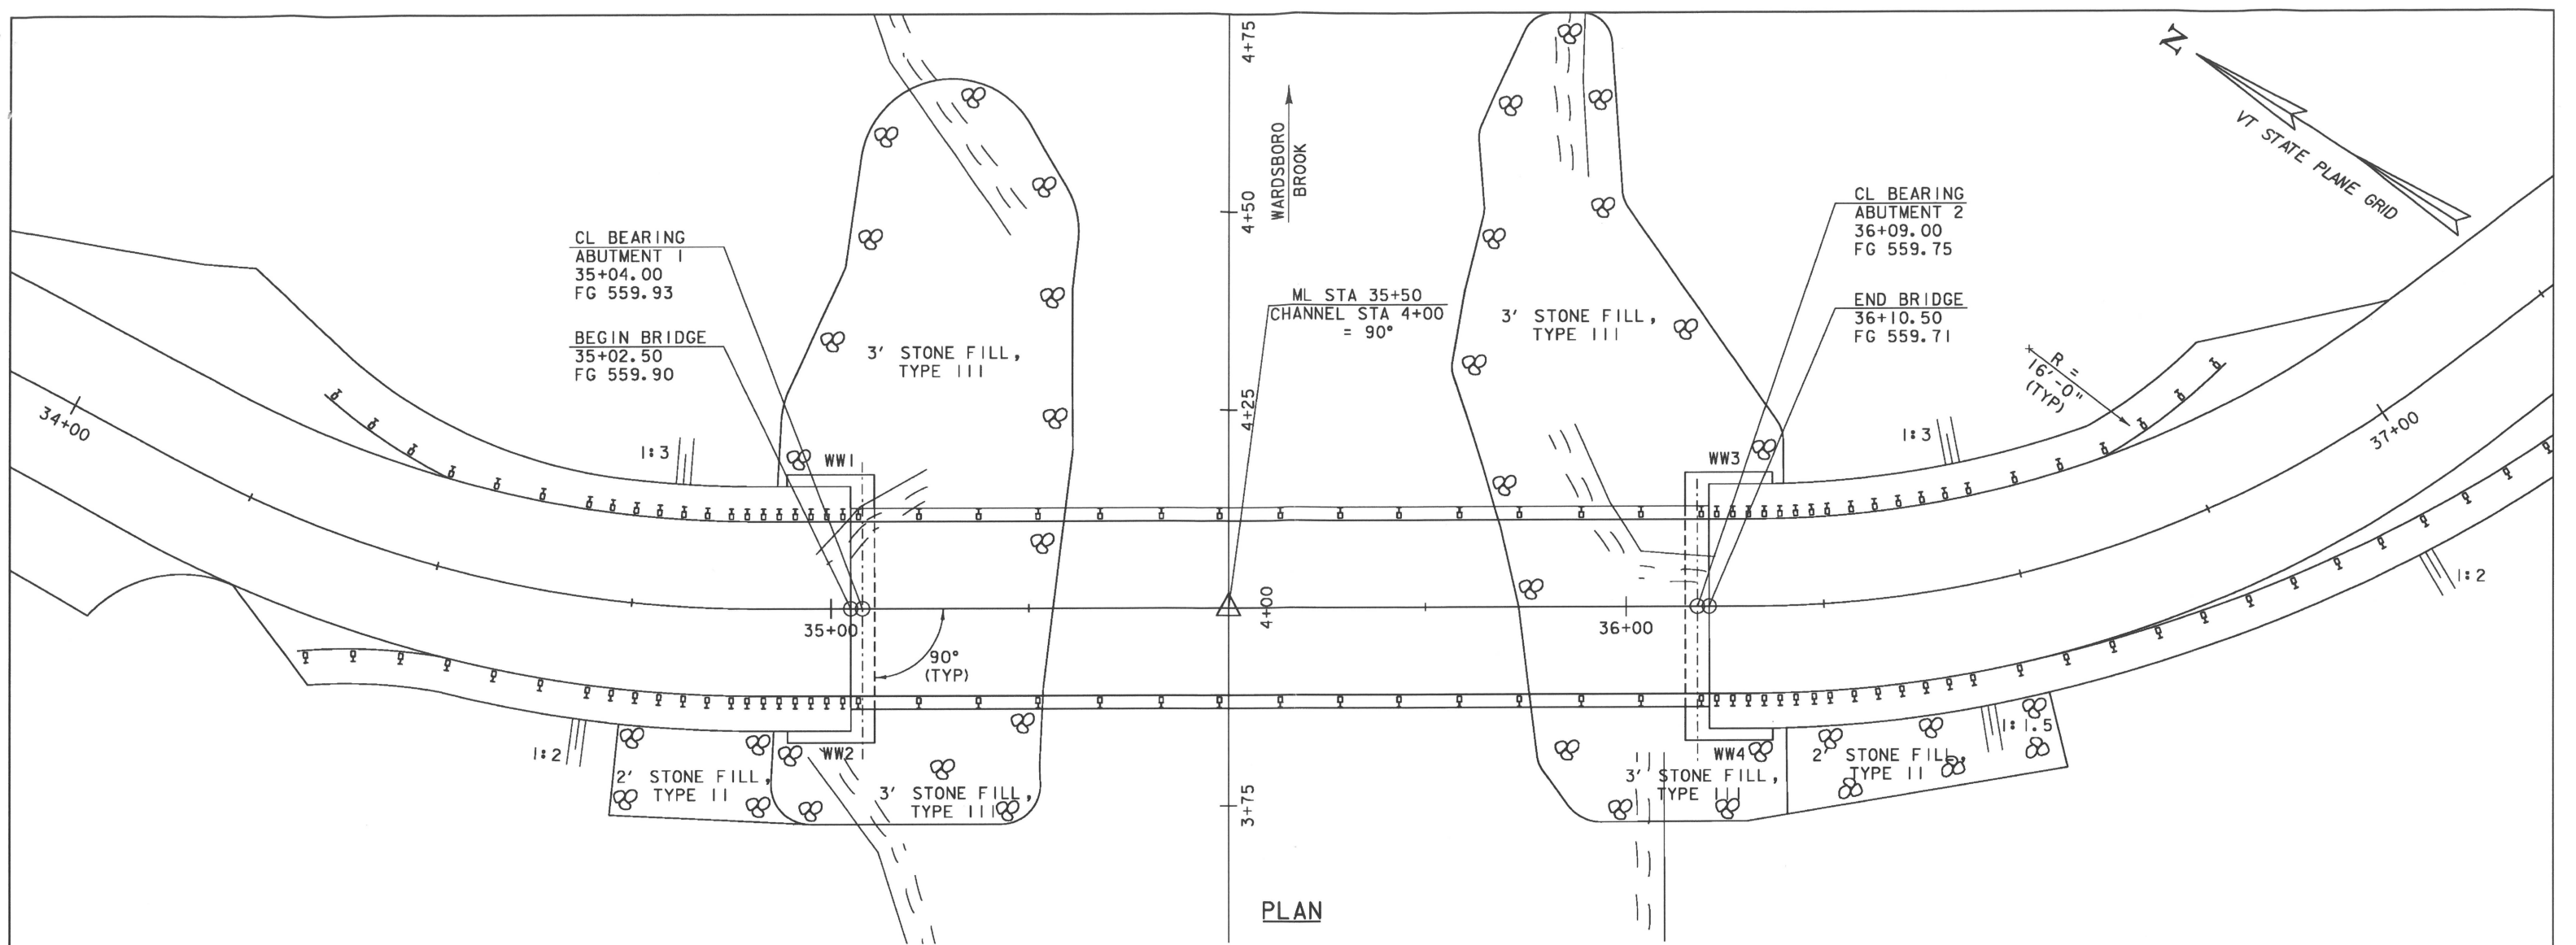 4+75
N
VT STATE PLANE GRID
WARDSBORO
BROOK
4+50
CL BEARING
ABUTMENT 1
35+04.00
FG 559.93
BEGIN BRIDGE
35+02.50
FG 559.90
CL BEARING
ABUTMENT 2
36+09.00
FG 559.75
END BRIDGE
36+10.50
FG 559.71
ML STA 35+50
CHANNEL STA 4+00
= 90°
3' STONE FILL,
TYPE III
3' STONE FILL,
TYPE III
R =
16'-0"
(TYP)
34+00
4+25
37+00
1:3
WW1
WW3
1:3
35+00
4+00
36+00
90°
(TYP)
1:2
1:2
WW2
2' STONE FILL,
TYPE II
3' STONE FILL,
TYPE III
3+75
WW4
3' STONE FILL,
TYPE III
2' STONE FILL,
TYPE II
1:1.5
PLAN